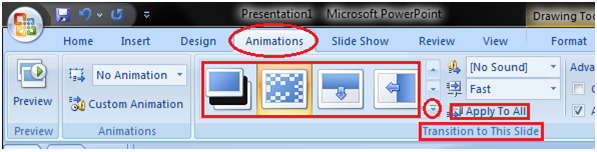 Presentation1 - Microsoft PowerPoint
Drawing Too
Home Insert Design Animations Slide Show Review View Format
Preview
No Animation
Custom Animation
[No Sound]
Fast
Apply To All
Adva
Preview Animations Transition to This Slide